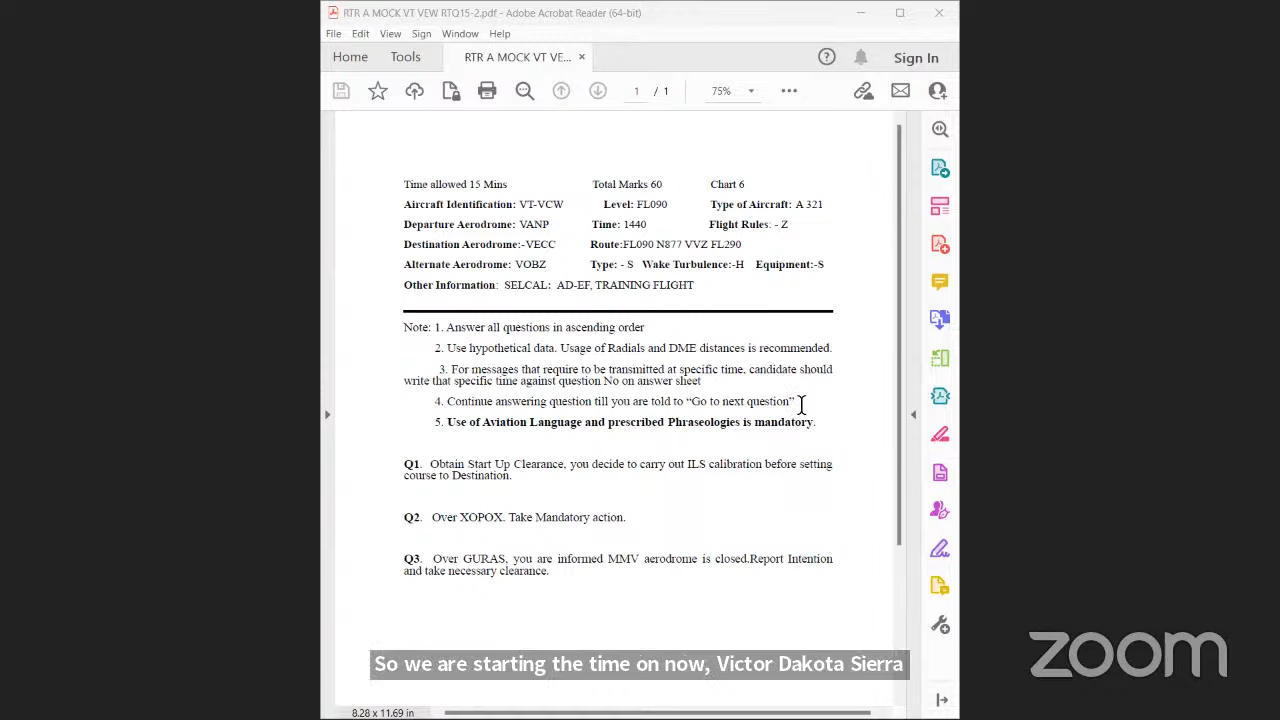 RTR A MOCK VT VEW RTQ15-2.pdf - Adobe Acrobat Reader (64-bit)
File Edit View Sign Window Help
Home Tools RTR A MOCK VT VE... × Sign In
1 / 1 75%
Time allowed 15 Mins Total Marks 60 Chart 6
Aircraft Identification: VT-VCW Level: FL090 Type of Aircraft: A 321
Departure Aerodrome: VANP Time: 1440 Flight Rules: - Z
Destination Aerodrome:-VECC Route:FL090 N877 VVZ FL290
Alternate Aerodrome: VOBZ Type: - S Wake Turbulence:-H Equipment:-S
Other Information: SELCAL: AD-EF, TRAINING FLIGHT
Note: 1. Answer all questions in ascending order
2. Use hypothetical data. Usage of Radials and DME distances is recommended.
3. For messages that require to be transmitted at specific time, candidate should
write that specific time against question No on answer sheet
4. Continue answering question till you are told to “Go to next question”
5. Use of Aviation Language and prescribed Phraseologies is mandatory.
Q1. Obtain Start Up Clearance, you decide to carry out ILS calibration before setting
course to Destination.
Q2. Over XOPOX. Take Mandatory action.
Q3. Over GURAS, you are informed MMV aerodrome is closed.Report Intention
and take necessary clearance.
So we are starting the time on now, Victor Dakota Sierra
zoom
8.28 x 11.69 in